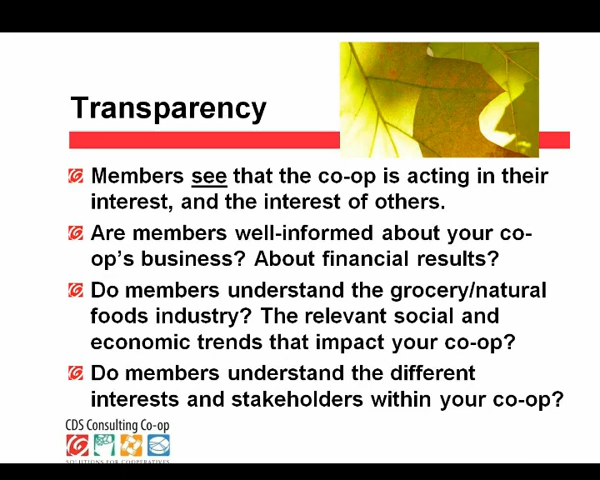 Transparency
Members see that the co-op is acting in their
interest, and the interest of others.
Are members well-informed about your co-
op's business? About financial results?
Do members understand the grocery/natural
foods industry? The relevant social and
economic trends that impact your co-op?
Do members understand the different
interests and stakeholders within your co-op?
CDS Consulting Co-op
SOLUTIONS FOR COOPERATIVES